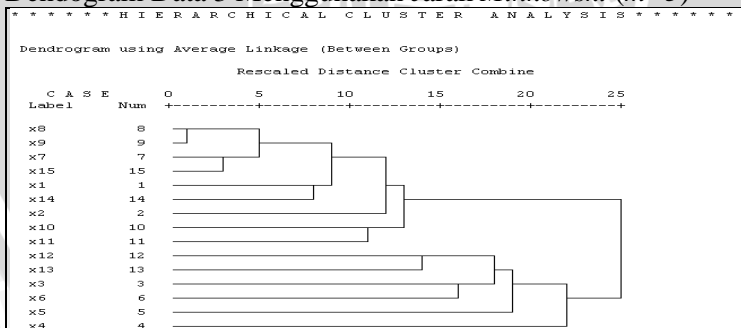 Dendogram Data 3 Menggunakan Jarak Minkowski (m=3)
* * * * * * H I E R A R C H I C A L   C L U S T E R   A N A L Y S I S * * * * * *
Dendrogram using Average Linkage (Between Groups)
Rescaled Distance Cluster Combine
C A S E 0 5 10 15 20 25
Label Num +---------+---------+---------+---------+---------+
x8 8
x9 9
x7 7
x15 15
x1 1
x14 14
x2 2
x10 10
x11 11
x12 12
x13 13
x3 3
x6 6
x5 5
x4 4